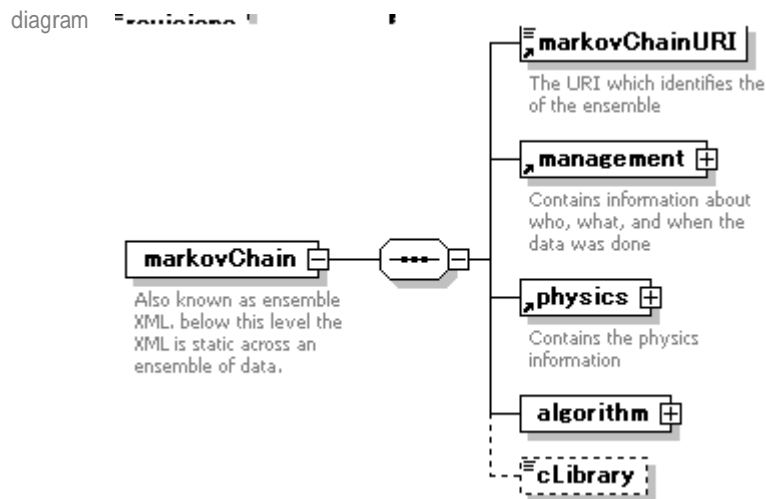 diagram
markovChainURI
The URI which identifies the
of the ensemble
management
Contains information about
who, what, and when the
data was done
markovChain
Also known as ensemble
XML. below this level the
XML is static across an
ensemble of data.
physics
Contains the physics
information
algorithm
cLibrary